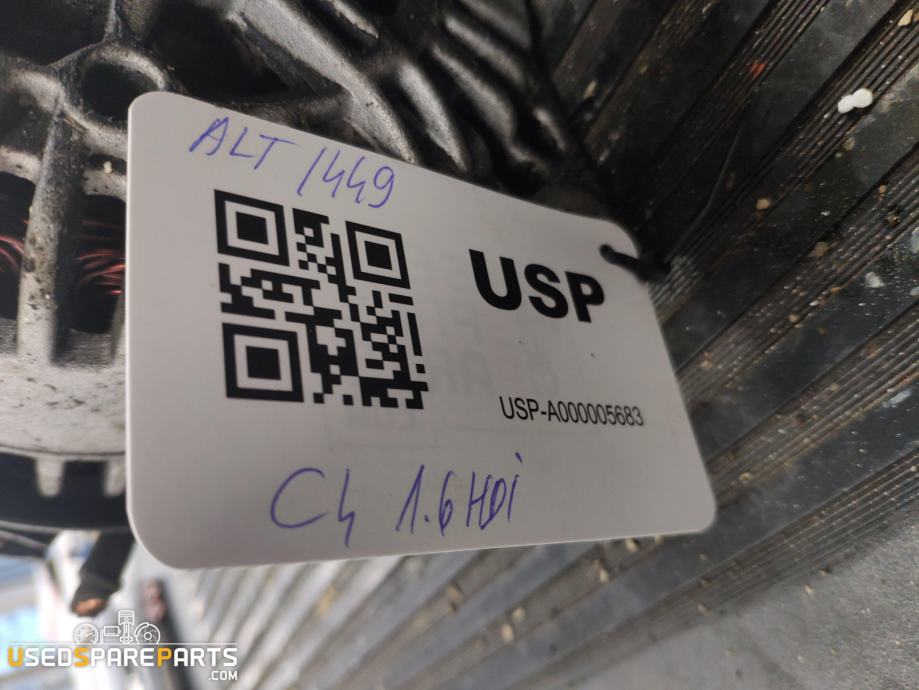 ALT 1449
USP
USP-A000005683
C4 1.6 HDi
USEDSPAREPARTS
.COM